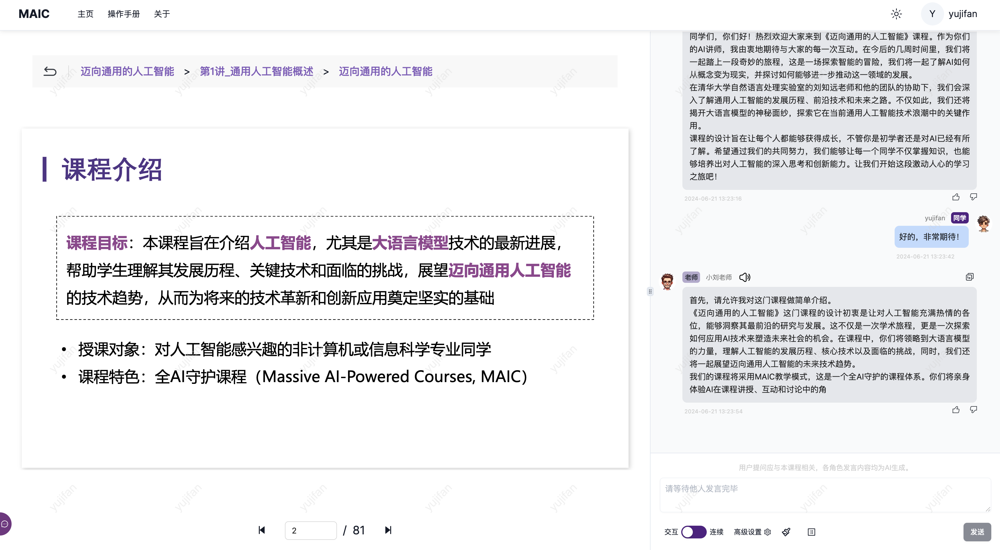 MAIC 主页 操作手册 关于
Y yujifan
迈向通用的人工智能 > 第1讲_通用人工智能概述 > 迈向通用的人工智能
课程介绍
课程目标：本课程旨在介绍人工智能，尤其是大语言模型技术的最新进展，
帮助学生理解其发展历程、关键技术和面临的挑战，展望迈向通用人工智能
的技术趋势，从而为将来的技术革新和创新应用奠定坚实的基础
• 授课对象：对人工智能感兴趣的非计算机或信息科学专业同学
• 课程特色：全AI守护课程（Massive AI-Powered Courses, MAIC）
2 / 81
同学们，你们好！热烈欢迎大家来到《迈向通用的人工智能》课程。作为你们
的AI讲师，我由衷地期待与大家的每一次互动。在今后的几周时间里，我们将
一起踏上一段奇妙的旅程，这是一场探索智能的冒险，我们将一起了解AI如何
从概念变为现实，并探讨如何能够进一步推动这一领域的发展。
在清华大学自然语言处理实验室的刘知远老师和他的团队的协助下，我们会深
入了解通用人工智能的发展历程、前沿技术和未来之路。不仅如此，我们还将
揭开大语言模型的神秘面纱，探索它在当前通用人工智能技术浪潮中的关键作
用。
课程的设计旨在让每个人都能够获得成长，不管你是初学者还是对AI已经有所
了解。希望通过我们的共同努力，我们能够让每一个同学不仅掌握知识，也能
够培养出对人工智能的深入思考和创新能力。让我们开始这段激动人心的学习
之旅吧！
2024-06-21 13:23:16
yujifan 同学
好的，非常期待！
2024-06-21 13:23:42
老师 小刘老师
首先，请允许我对这门课程做简单介绍。
《迈向通用的人工智能》这门课程的设计初衷是让对人工智能充满热情的各
位，能够洞察其最前沿的研究与发展。这不仅是一次学术旅程，更是一次探索
如何应用AI技术来塑造未来社会的机会。在课程中，你们将领略到大语言模型
的力量，理解人工智能的发展历程、核心技术以及面临的挑战，同时，我们还
将一起展望迈向通用人工智能的未来技术趋势。
我们的课程将采用MAIC教学模式，这是一个全AI守护的课程体系。你们将亲身
体验AI在课程讲授、互动和讨论中的角
2024-06-21 13:23:54
用户提问应与本课程相关，各角色发言内容均为AI生成。
请等待他人发言完毕
交互 连续 高级设置 发送